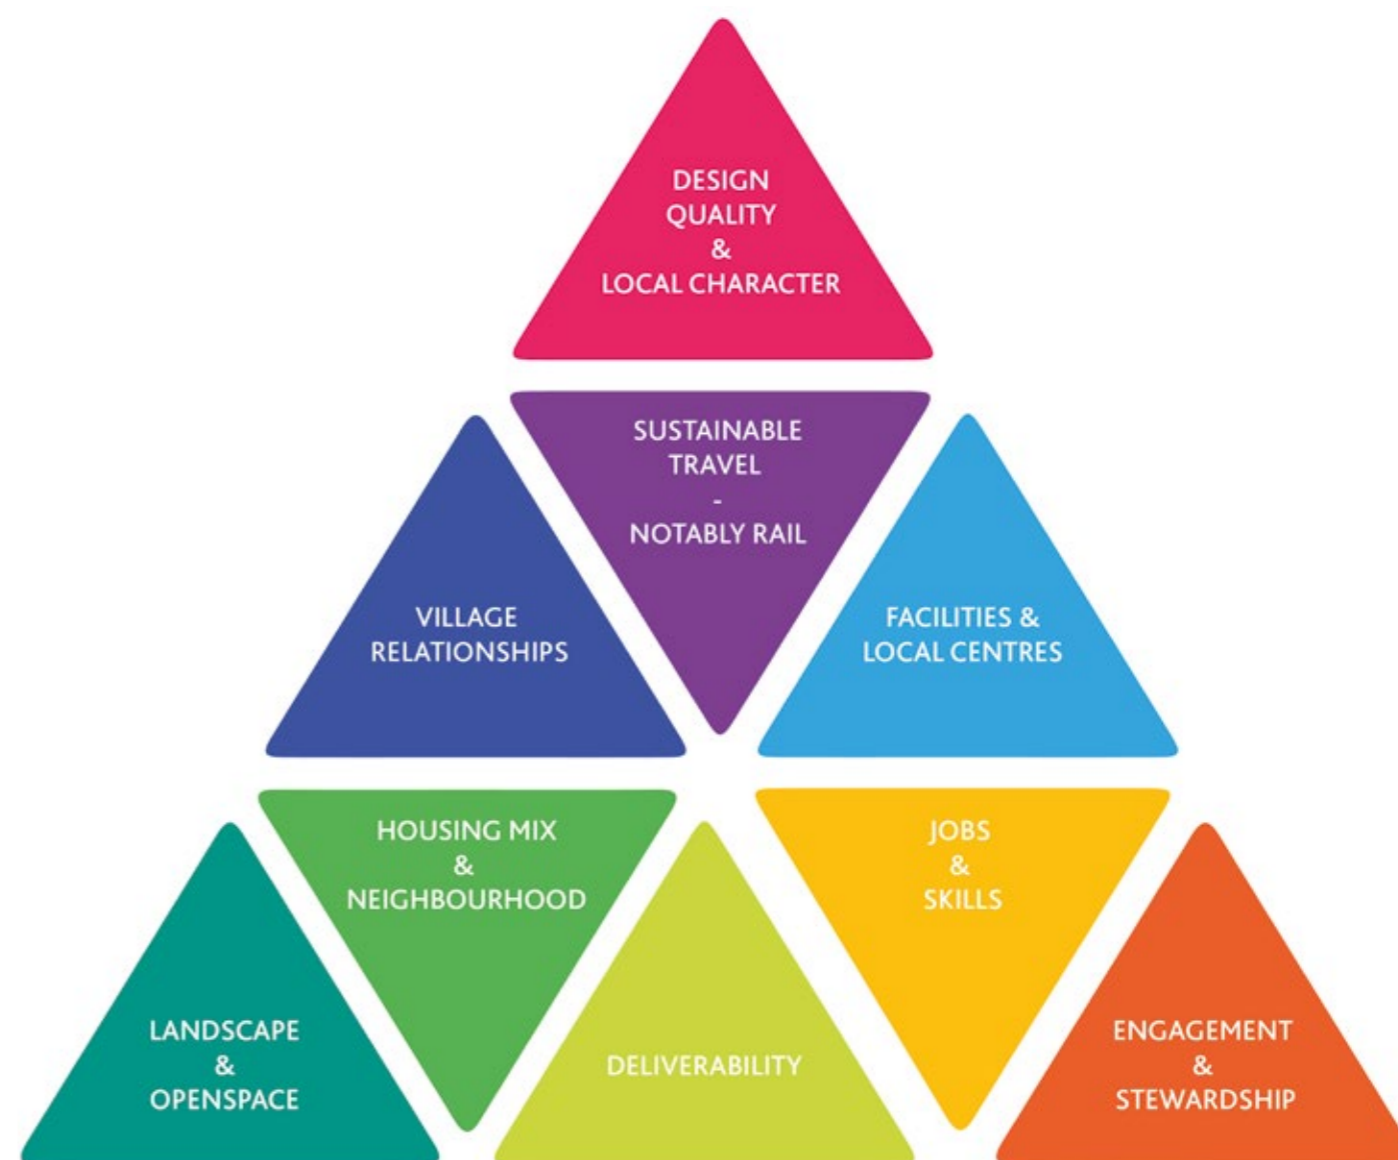 DESIGN
QUALITY
&
LOCAL CHARACTER
SUSTAINABLE
TRAVEL
-
NOTABLY RAIL
VILLAGE
RELATIONSHIPS
FACILITIES &
LOCAL CENTRES
HOUSING MIX
&
NEIGHBOURHOOD
JOBS
&
SKILLS
LANDSCAPE
&
OPENSPACE
DELIVERABILITY
ENGAGEMENT
&
STEWARDSHIP